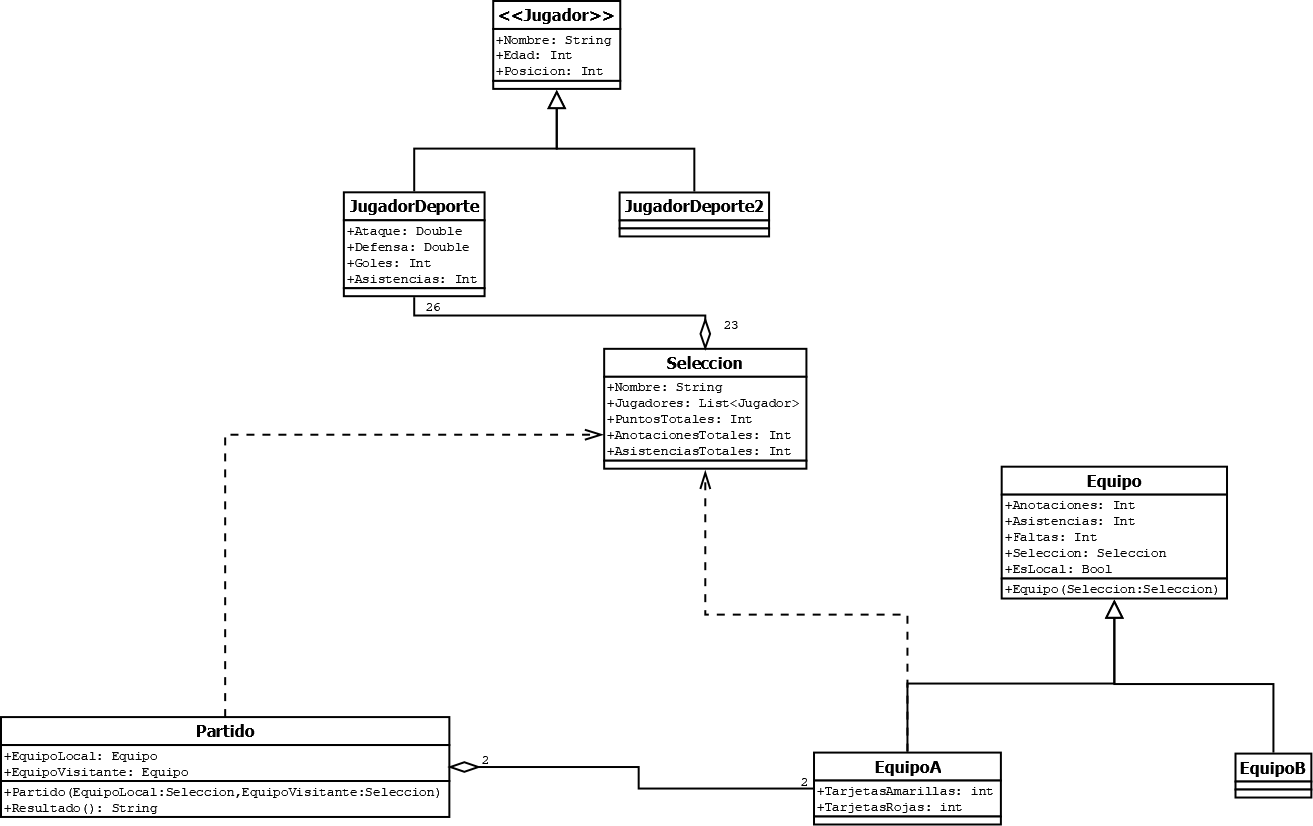 <<Jugador>>
+Nombre: String
+Edad: Int
+Posicion: Int
JugadorDeporte
+Ataque: Double
+Defensa: Double
+Goles: Int
+Asistencias: Int
JugadorDeporte2
26
23
Seleccion
+Nombre: String
+Jugadores: List<Jugador>
+PuntosTotales: Int
+AnotacionesTotales: Int
+AsistenciasTotales: Int
Equipo
+Anotaciones: Int
+Asistencias: Int
+Faltas: Int
+Seleccion: Seleccion
+EsLocal: Bool
+Equipo(Seleccion:Seleccion)
Partido
+EquipoLocal: Equipo
+EquipoVisitante: Equipo
+Partido(EquipoLocal:Seleccion,EquipoVisitante:Seleccion)
+Resultado(): String
2
2
EquipoA
+TarjetasAmarillas: int
+TarjetasRojas: int
EquipoB